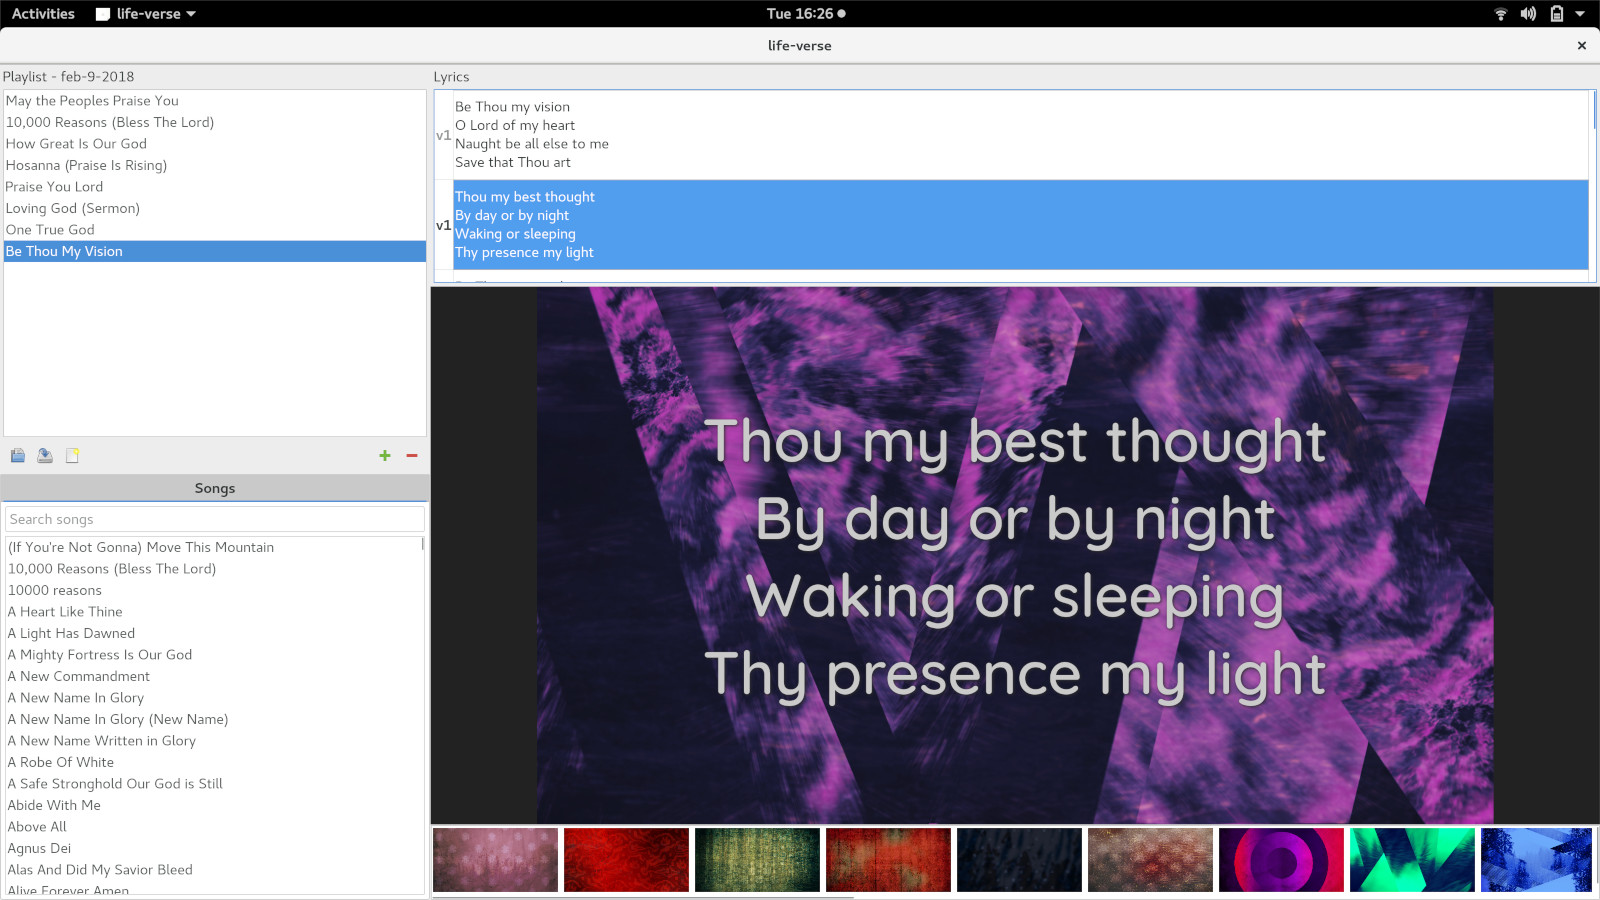 Activities
life-verse
Tue 16:26
life-verse
Playlist - feb-9-2018
May the Peoples Praise You
10,000 Reasons (Bless The Lord)
How Great Is Our God
Hosanna (Praise Is Rising)
Praise You Lord
Loving God (Sermon)
One True God
Be Thou My Vision
Songs
Search songs
(If You're Not Gonna) Move This Mountain
10,000 Reasons (Bless The Lord)
10000 reasons
A Heart Like Thine
A Light Has Dawned
A Mighty Fortress Is Our God
A New Commandment
A New Name In Glory
A New Name In Glory (New Name)
A New Name Written in Glory
A Robe Of White
A Safe Stronghold Our God is Still
Abide With Me
Above All
Agnus Dei
Alas And Did My Savior Bleed
Alive Forever Amen
Lyrics
v1
Be Thou my vision
O Lord of my heart
Naught be all else to me
Save that Thou art
v1
Thou my best thought
By day or by night
Waking or sleeping
Thy presence my light
Thou my best thought
By day or by night
Waking or sleeping
Thy presence my light